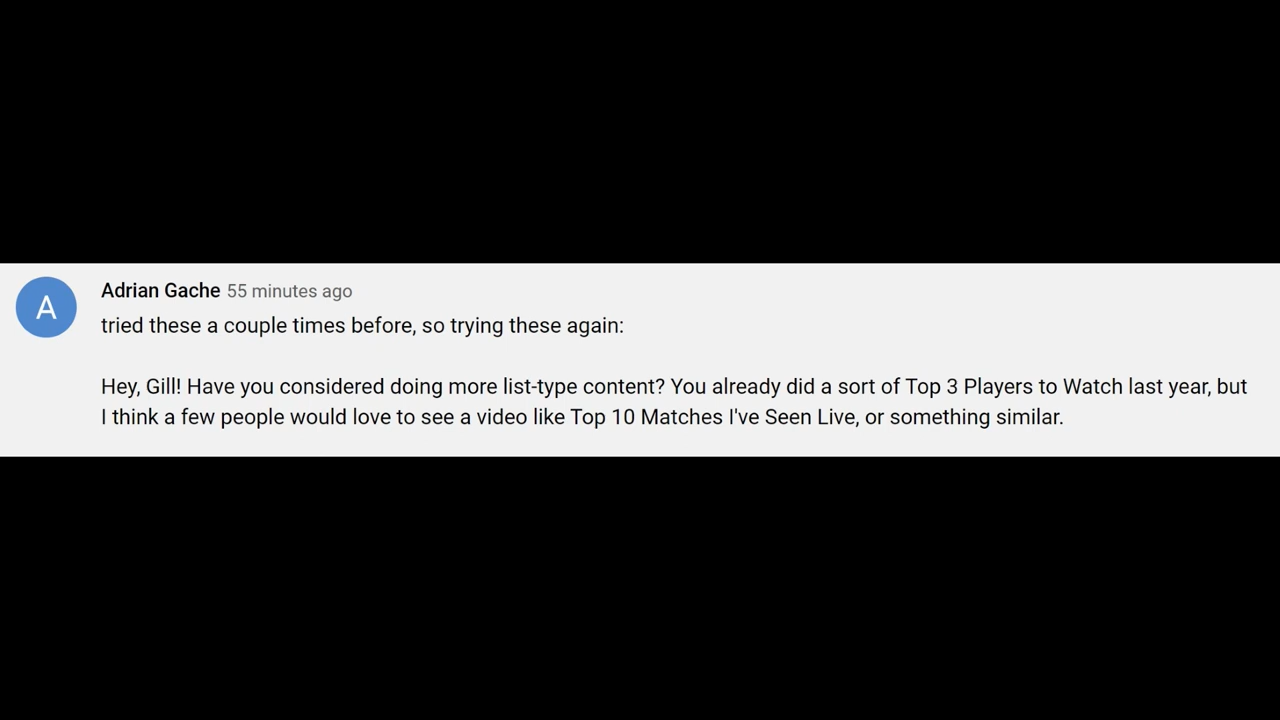 A
Adrian Gache 55 minutes ago
tried these a couple times before, so trying these again:
Hey, Gill! Have you considered doing more list-type content? You already did a sort of Top 3 Players to Watch last year, but
I think a few people would love to see a video like Top 10 Matches I've Seen Live, or something similar.